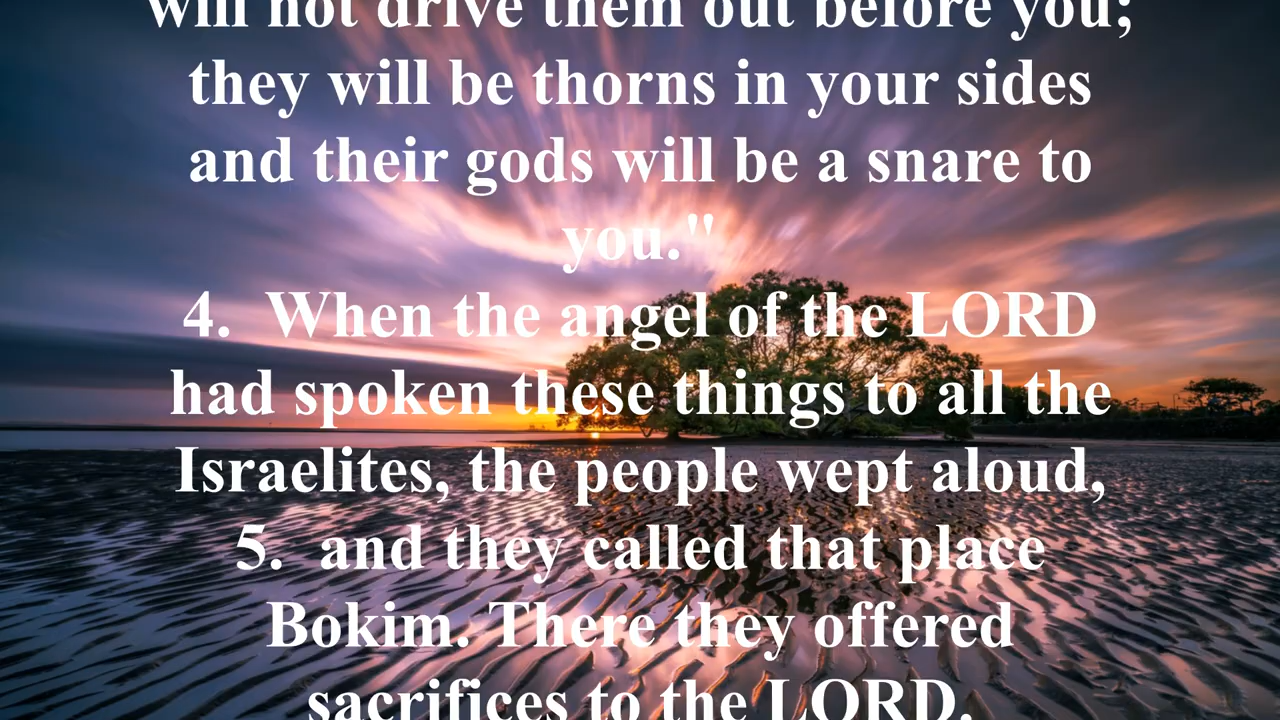 will not drive them out before you;
they will be thorns in your sides
and their gods will be a snare to
you."
4. When the angel of the LORD
had spoken these things to all the
Israelites, the people wept aloud,
5. and they called that place
Bokim. There they offered
sacrifices to the LORD.